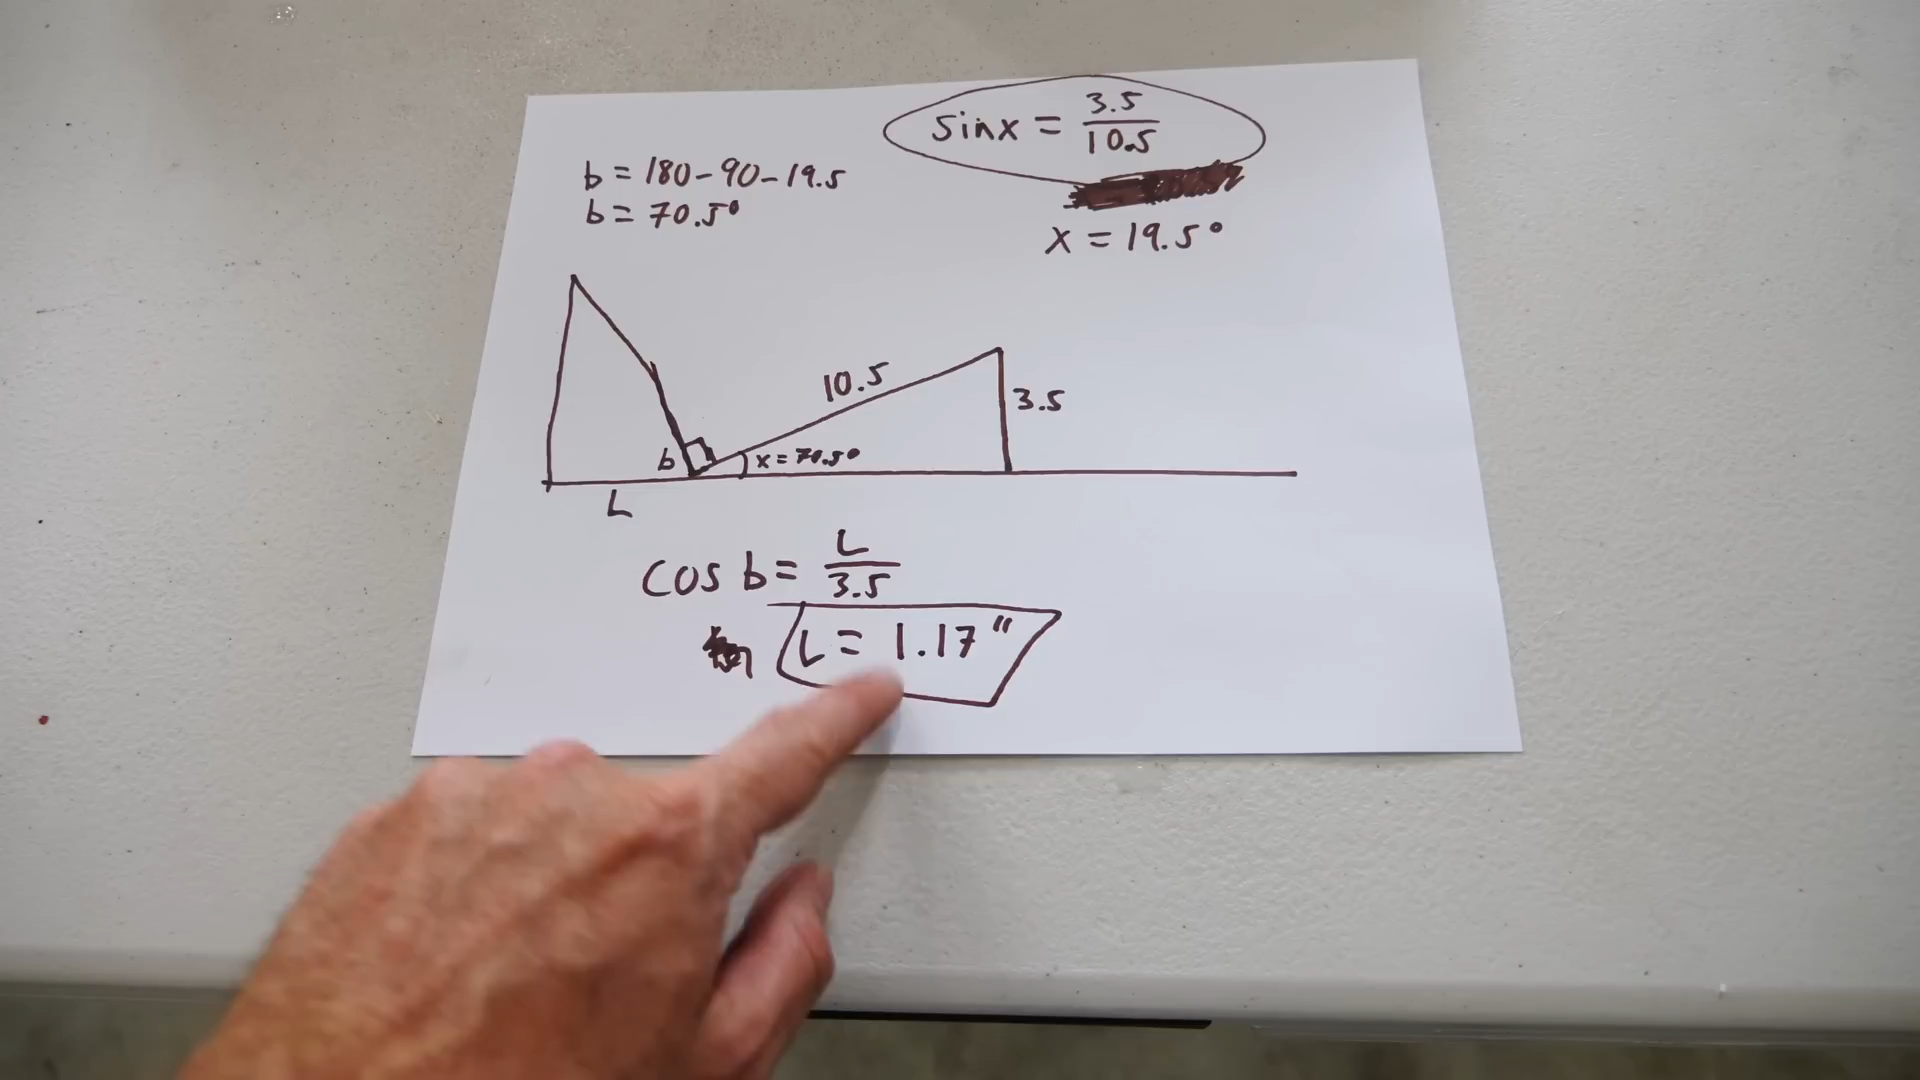 sinx = 3.5/10.5
b = 180-90-19.5
b = 70.5°
x = 19.5°
10.5
3.5
b
x = 70.5°
L
cos b = L/3.5
L = 1.17"